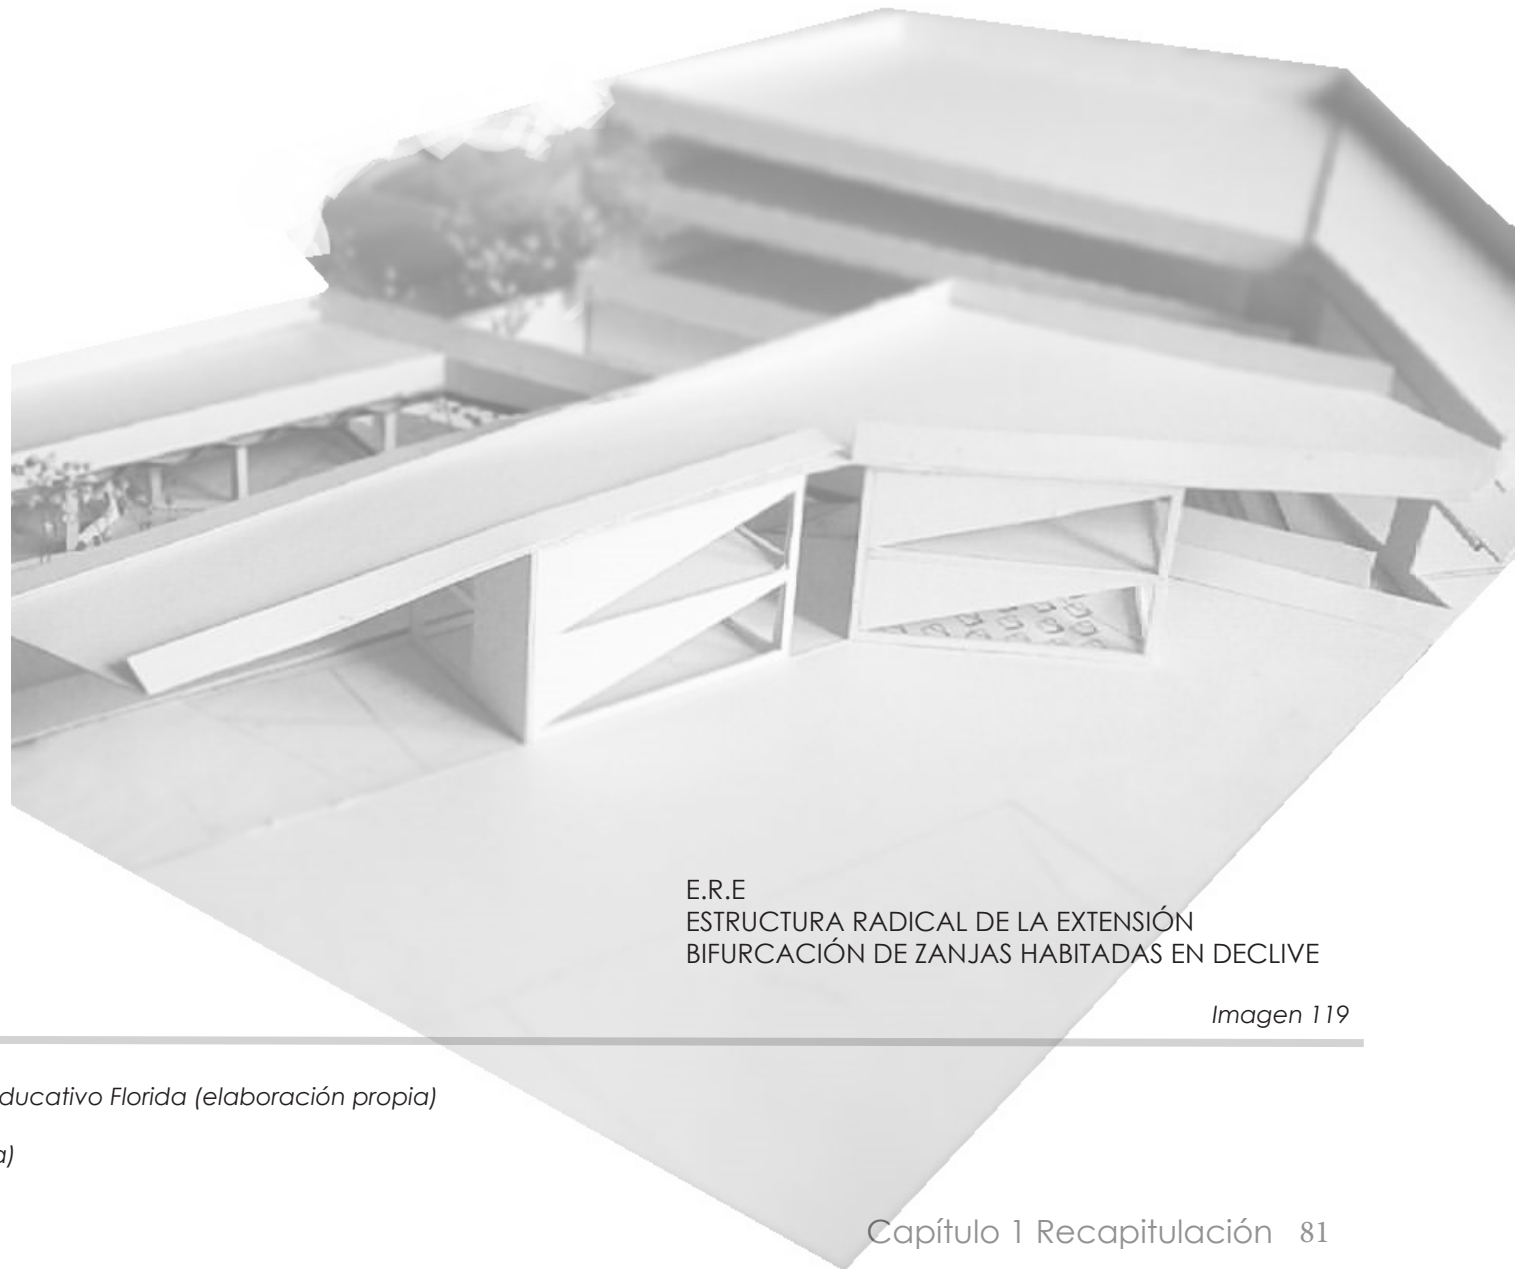 E.R.E
ESTRUCTURA RADICAL DE LA EXTENSIÓN
BIFURCACIÓN DE ZANJAS HABITADAS EN DECLIVE
Imagen 119
ducativo Florida (elaboración propia)
a)
Capítulo 1 Recapitulación 81